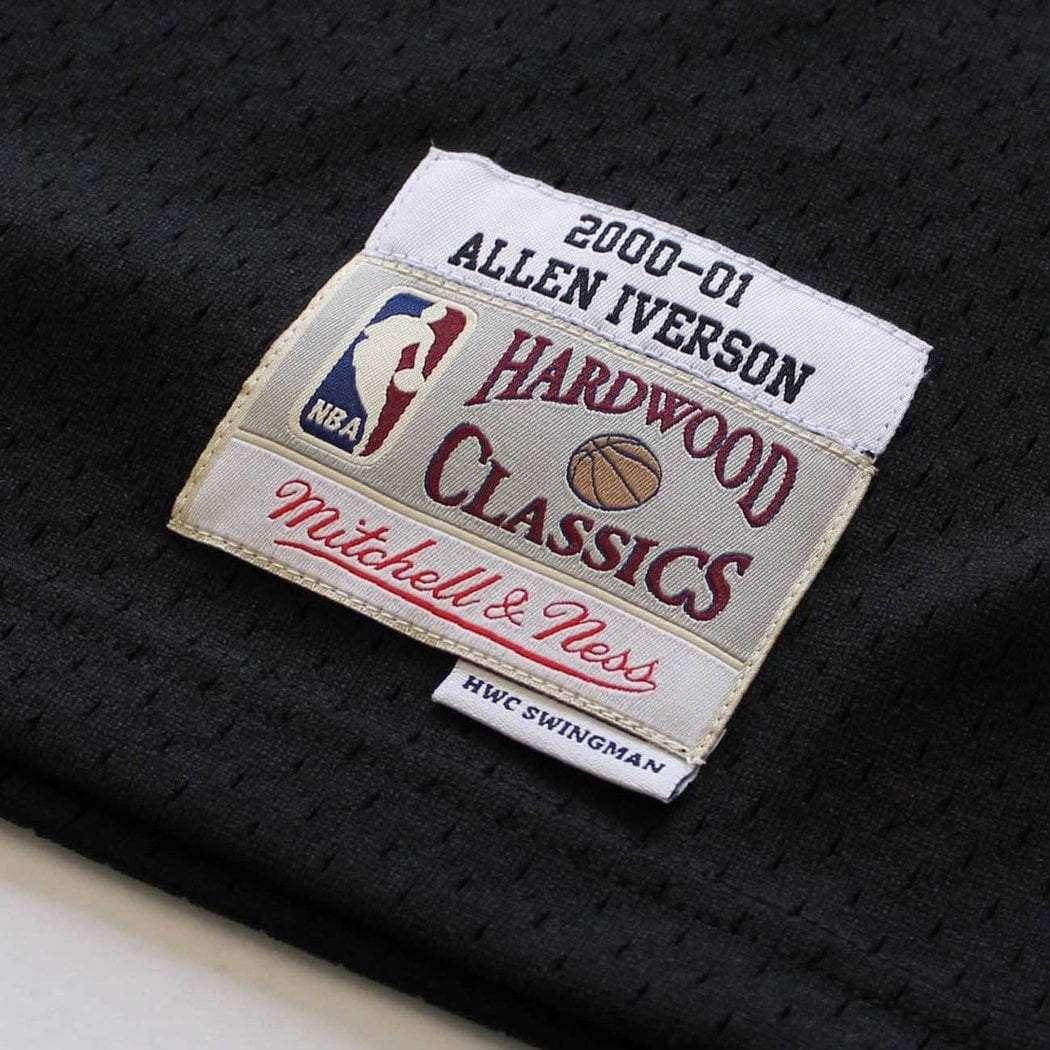 2000-01
ALLEN IVERSON
NBA
HARDWOOD
CLASSICS
Mitchell & Ness
HWC SWINGMAN